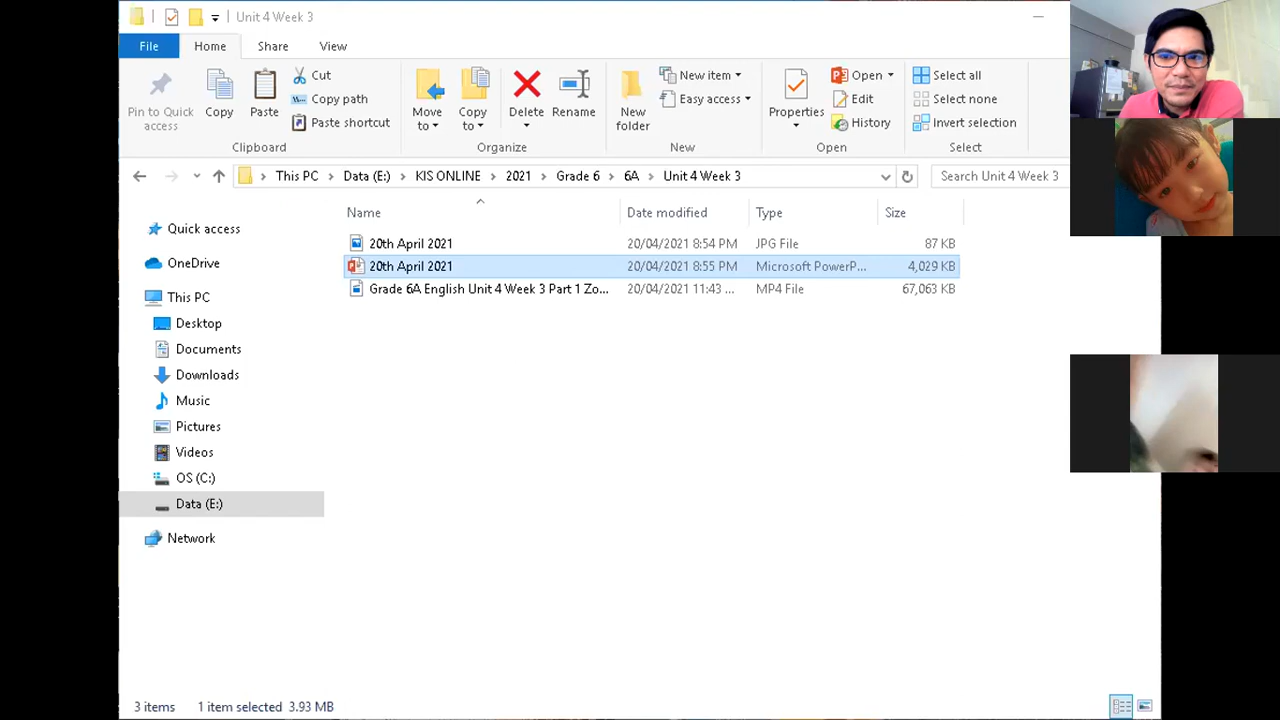 Unit 4 Week 3
File Home Share View
Pin to Quick access
Copy
Paste
Cut
Copy path
Paste shortcut
Clipboard
Move to
Copy to
Delete
Rename
Organize
New folder
New item
Easy access
New
Properties
Open
Edit
History
Open
Select all
Select none
Invert selection
Select
This PC > Data (E:) > KIS ONLINE > 2021 > Grade 6 > 6A > Unit 4 Week 3
Search Unit 4 Week 3
Name Date modified Type Size
20th April 2021 20/04/2021 8:54 PM JPG File 87 KB
20th April 2021 20/04/2021 8:55 PM Microsoft PowerP... 4,029 KB
Grade 6A English Unit 4 Week 3 Part 1 Zo... 20/04/2021 11:43 ... MP4 File 67,063 KB
Quick access
OneDrive
This PC
Desktop
Documents
Downloads
Music
Pictures
Videos
OS (C:)
Data (E:)
Network
3 items 1 item selected 3.93 MB